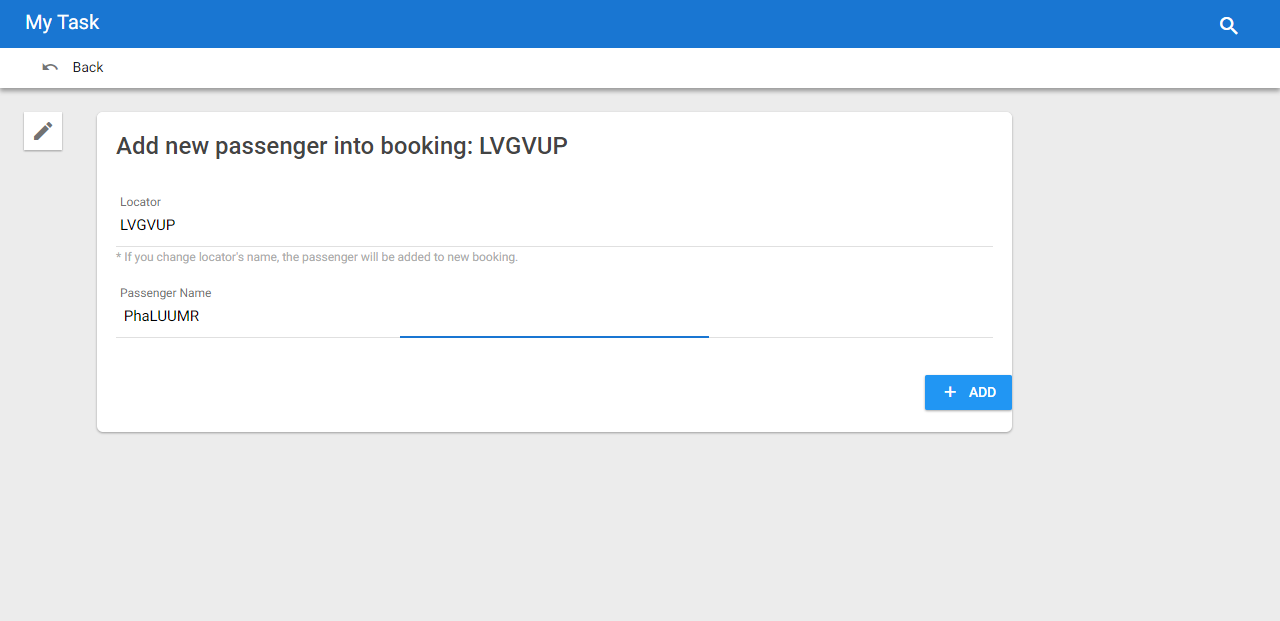 My Task
Back
Add new passenger into booking: LVGVUP
Locator
LVGVUP
* If you change locator's name, the passenger will be added to new booking.
Passenger Name
PhaLUUMR
ADD